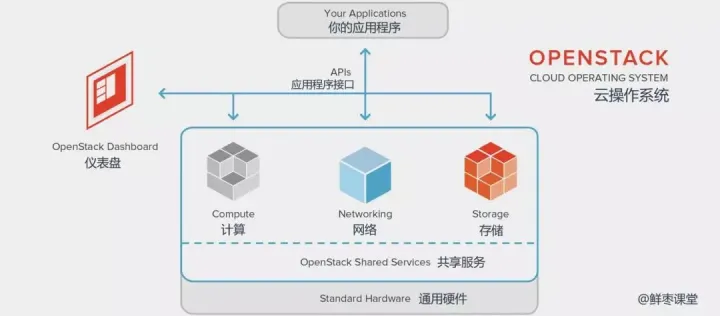 Your Applications
你的应用程序
OPENSTACK
CLOUD OPERATING SYSTEM
云操作系统
APIs
应用程序接口
OpenStack Dashboard
仪表盘
Compute
计算
Networking
网络
Storage
存储
OpenStack Shared Services 共享服务
Standard Hardware 通用硬件
@鲜枣课堂